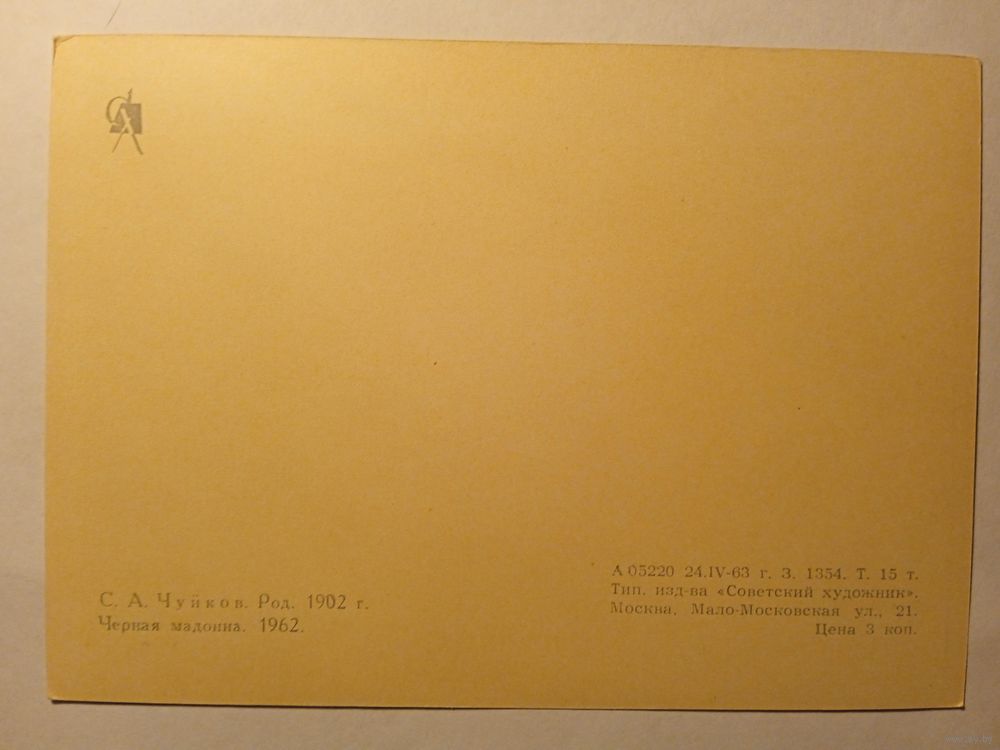 С. А. Чуйков. Род. 1902 г.
Черная мадонна. 1962.
А 05220 24.IV-63 г. З. 1354. Т. 15 т.
Тип. изд-ва «Советский художник».
Москва, Мало-Московская ул., 21.
Цена 3 коп.